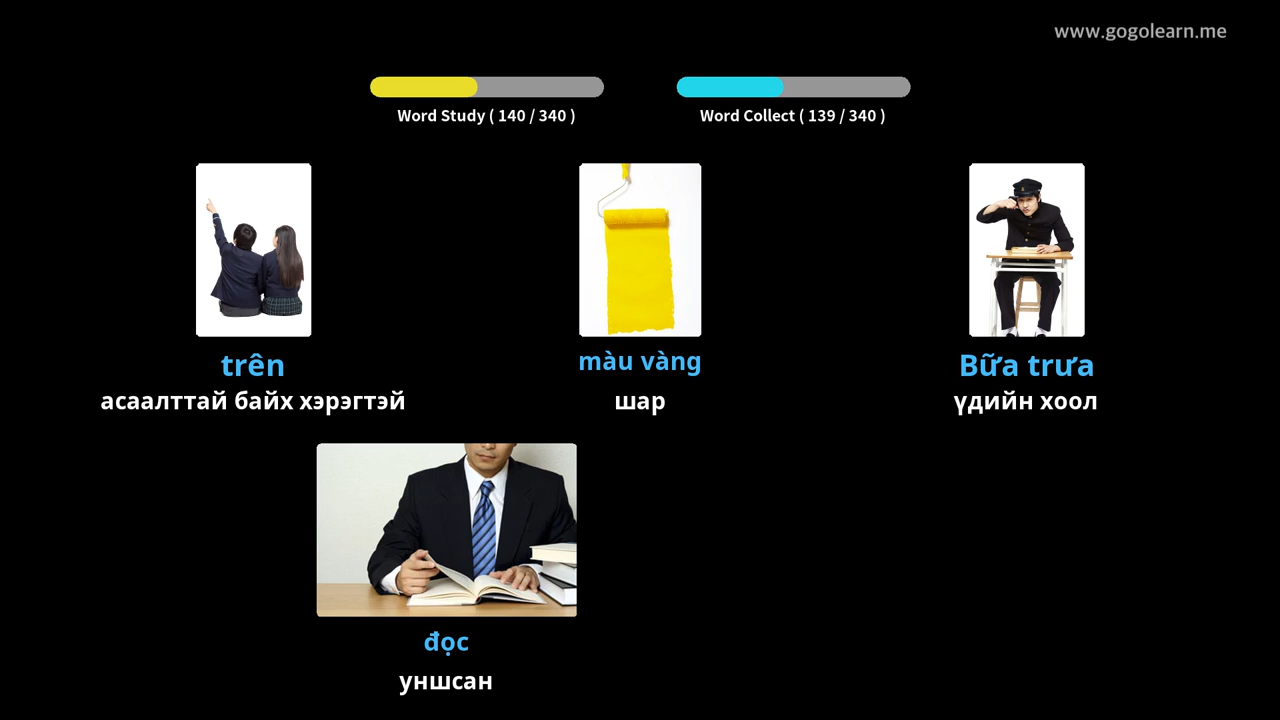 www.gogolearn.me
Word Study ( 140 / 340 )
Word Collect ( 139 / 340 )
trên
асаалттай байх хэрэгтэй
màu vàng
шар
Bữa trưa
үдийн хоол
đọc
уншсан